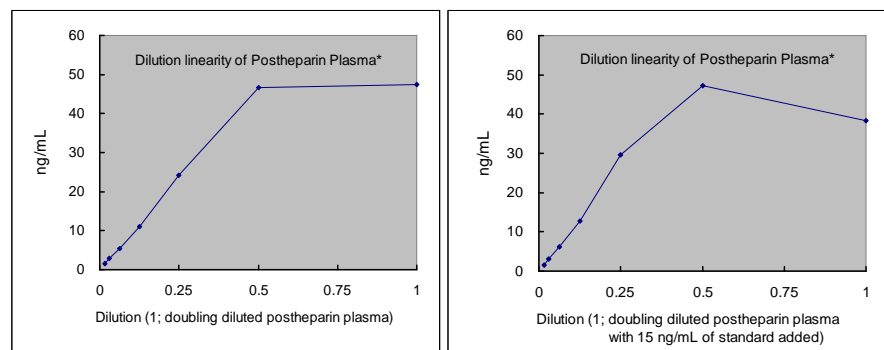 Dilution linearity of Postheparin Plasma*
60
50
40
30
20
10
0
ng/mL
0 0.25 0.5 0.75 1
Dilution (1; doubling diluted postheparin plasma)
Dilution linearity of Postheparin Plasma*
60
50
40
30
20
10
0
ng/mL
0 0.25 0.5 0.75 1
Dilution (1; doubling diluted postheparin plasma
with 15 ng/mL of standard added)